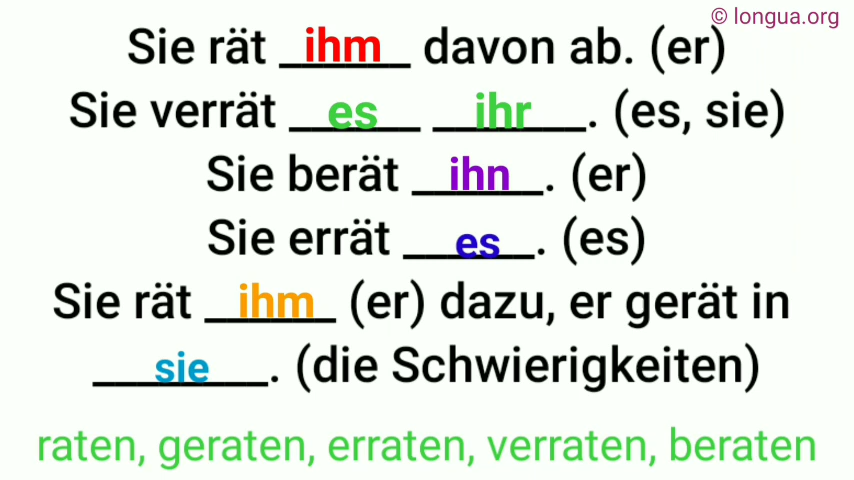 © longua.org
Sie rät ihm davon ab. (er)
Sie verrät es ihr. (es, sie)
Sie berät ihn. (er)
Sie errät es. (es)
Sie rät ihm (er) dazu, er gerät in
sie. (die Schwierigkeiten)
raten, geraten, erraten, verraten, beraten